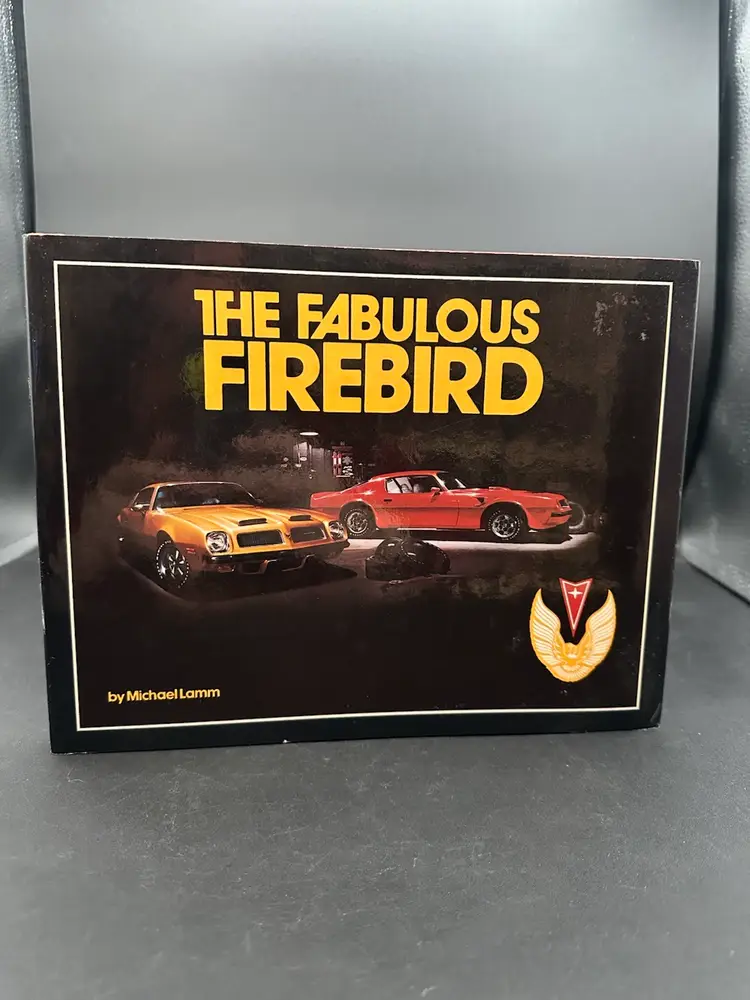 THE FABULOUS
FIREBIRD
by Michael Lamm